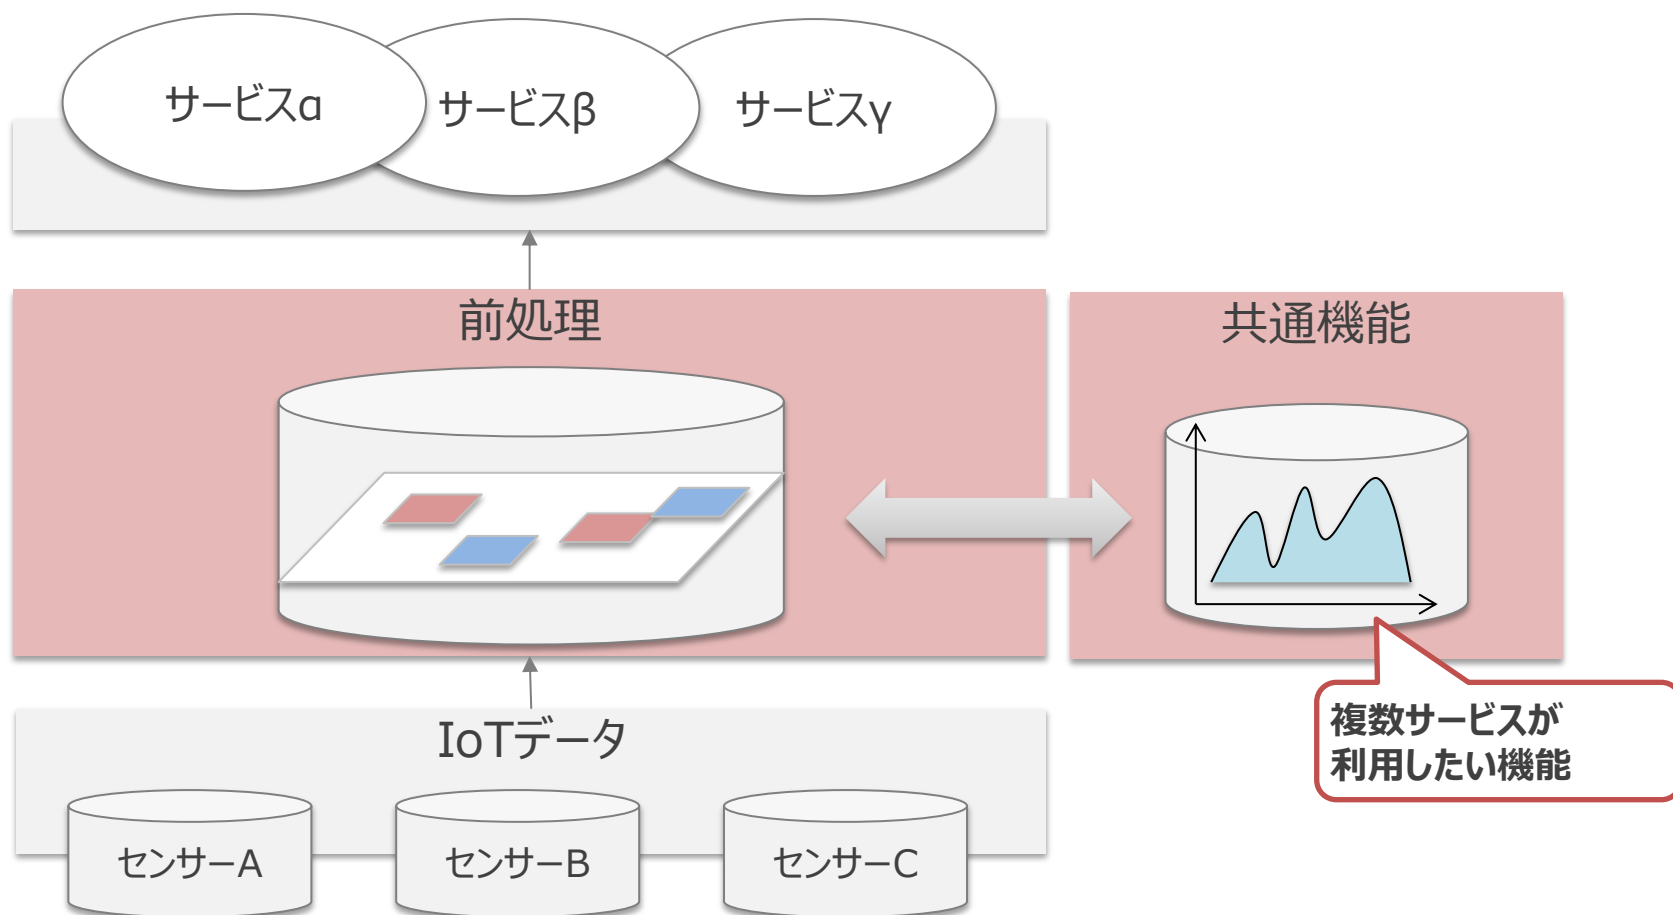 サービスα
サービスβ
サービスγ
前処理
共通機能
複数サービスが
利用したい機能
IoTデータ
センサーA
センサーB
センサーC